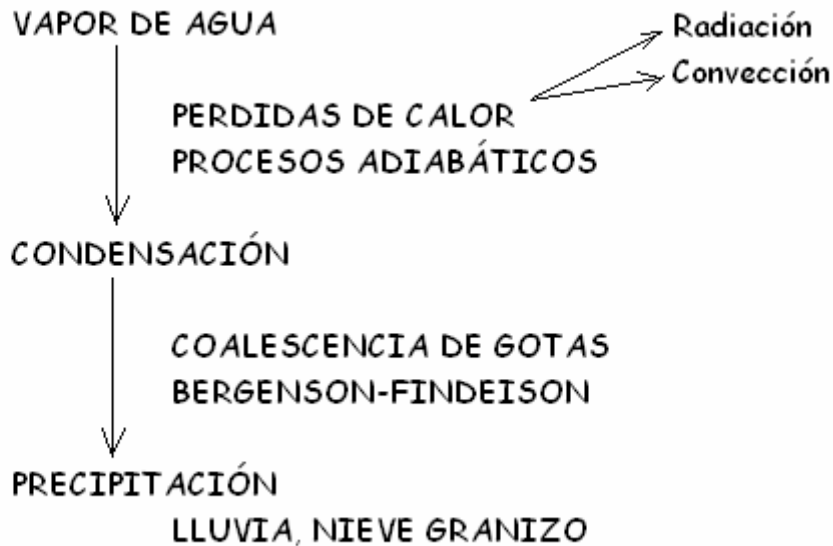 VAPOR DE AGUA
Radiación
Convección
PERDIDAS DE CALOR
PROCESOS ADIABÁTICOS
CONDENSACIÓN
COALESCENCIA DE GOTAS
BERGENSON-FINDEISON
PRECIPITACIÓN
LLUVIA, NIEVE GRANIZO